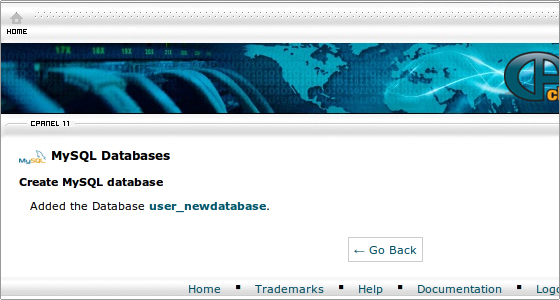 HOME
CPANEL 11
MySQL MySQL Databases
Create MySQL database
Added the Database user_newdatabase.
← Go Back
Home ▪ Trademarks ▪ Help ▪ Documentation ▪